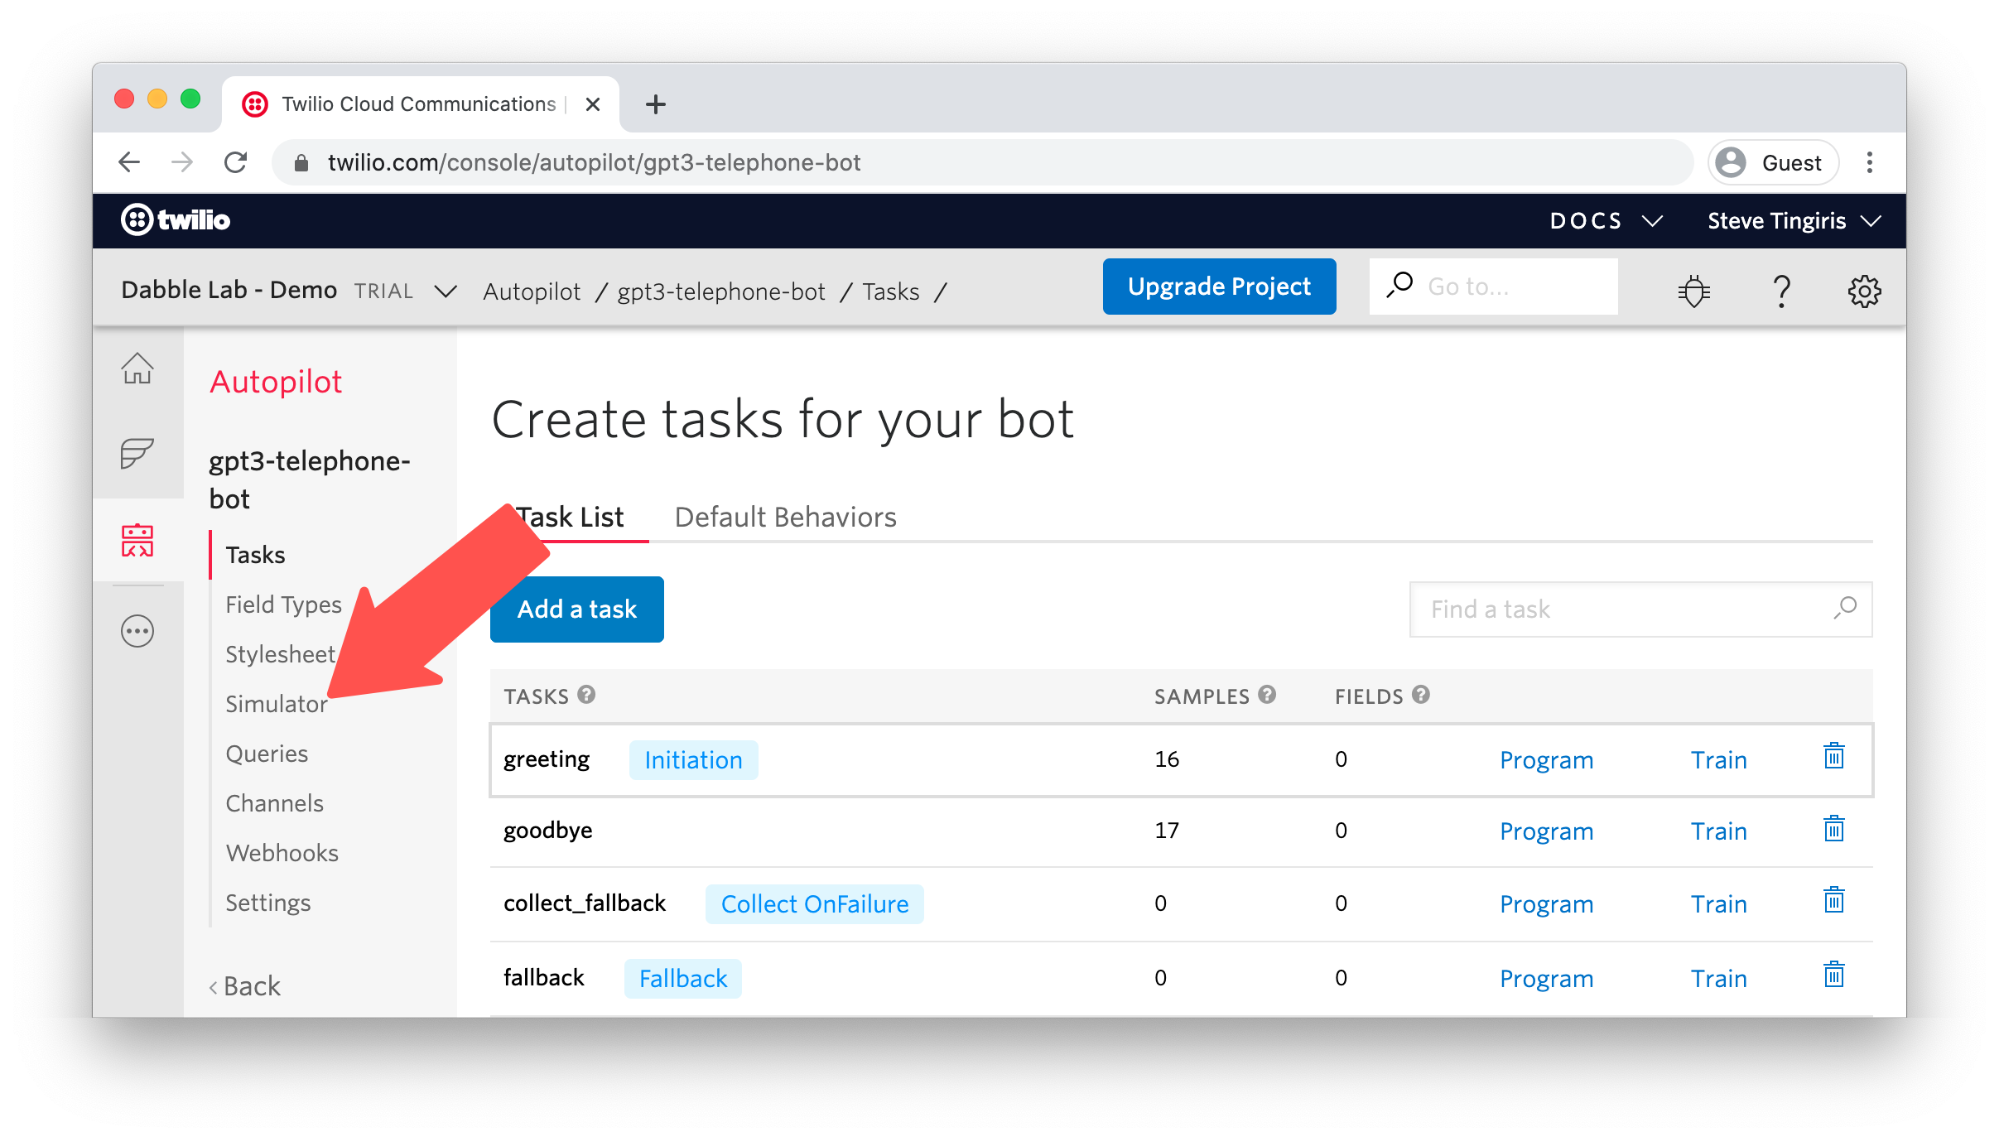 Twilio Cloud Communications |
twilio.com/console/autopilot/gpt3-telephone-bot
Guest
twilio
DOCS
Steve Tingiris
Dabble Lab - Demo TRIAL
Autopilot / gpt3-telephone-bot / Tasks /
Upgrade Project
Go to...
Autopilot
gpt3-telephone-
bot
Tasks
Field Types
Stylesheet
Simulator
Queries
Channels
Webhooks
Settings
‹ Back
Create tasks for your bot
Task List
Default Behaviors
Add a task
Find a task
TASKS ? SAMPLES ? FIELDS ?
greeting Initiation 16 0 Program Train
goodbye 17 0 Program Train
collect_fallback Collect OnFailure 0 0 Program Train
fallback Fallback 0 0 Program Train